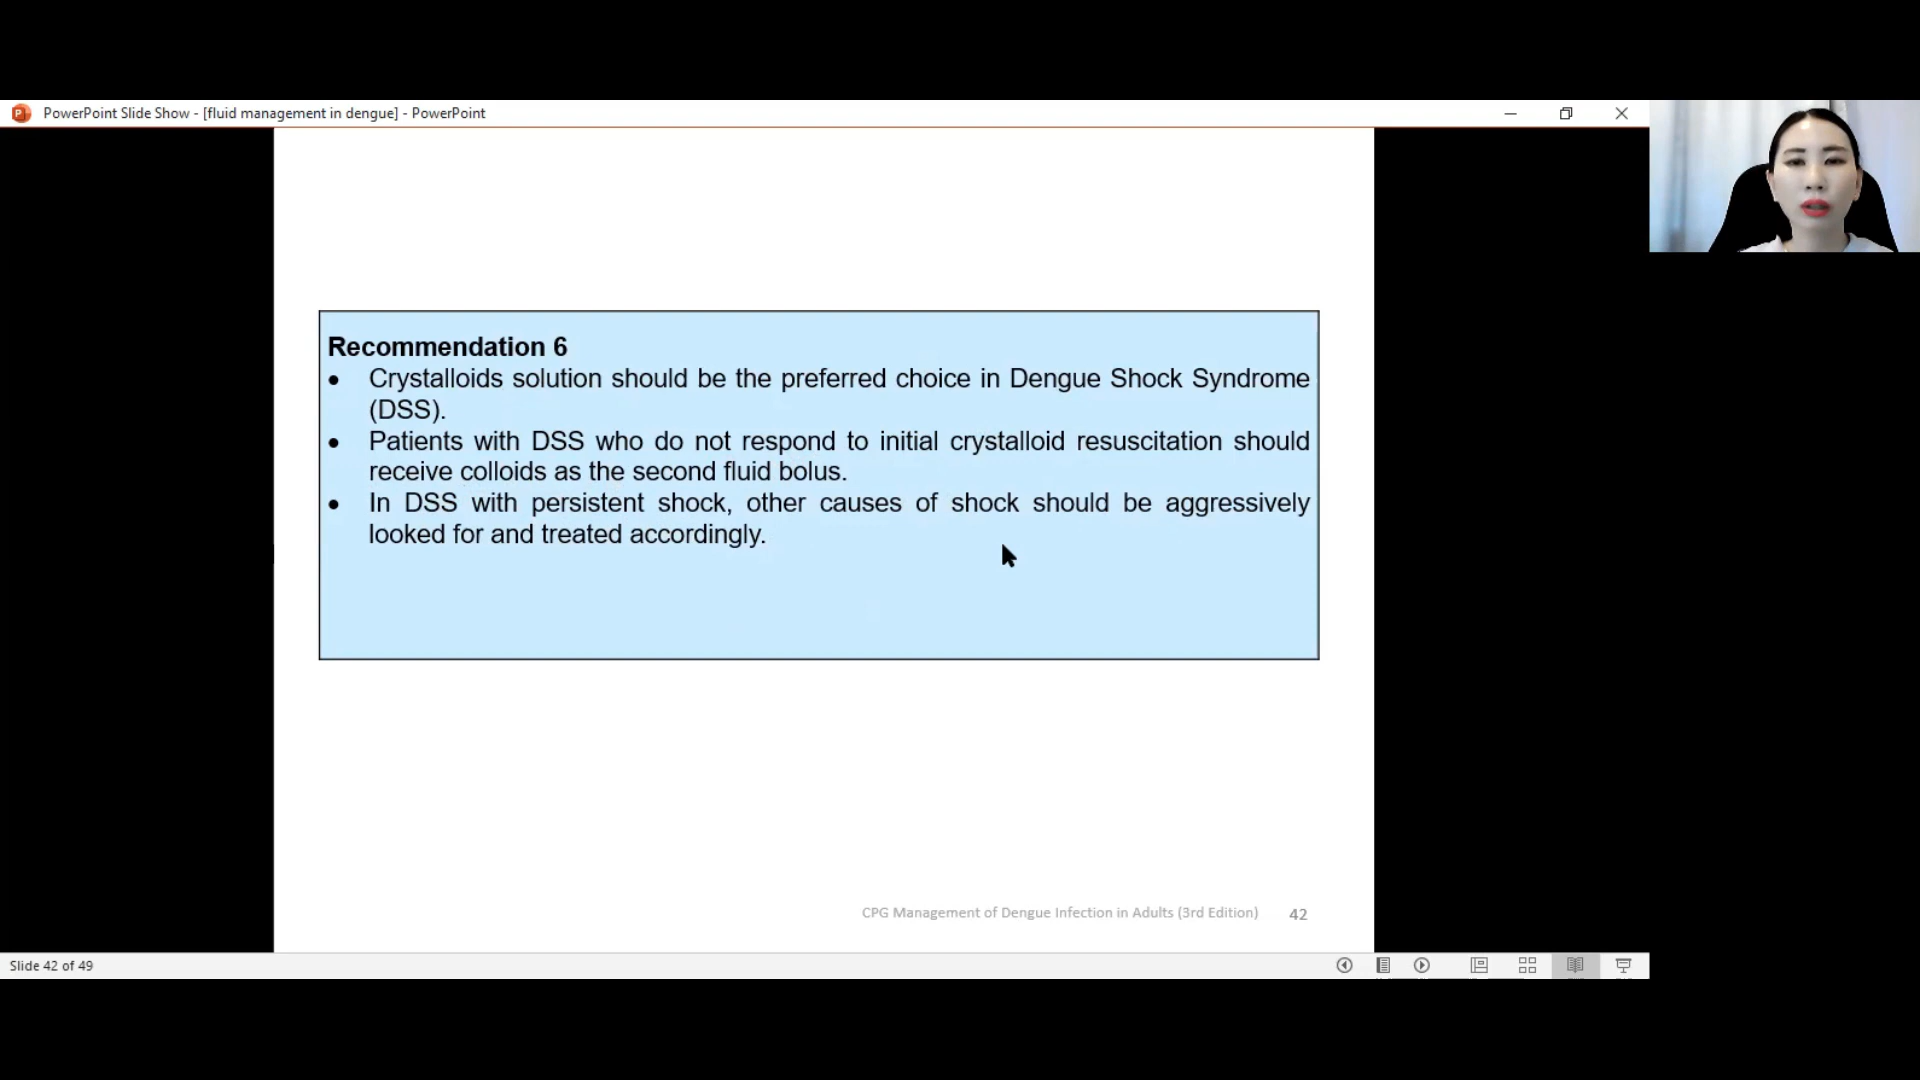 PowerPoint Slide Show - [fluid management in dengue] - PowerPoint
Recommendation 6
• Crystalloids solution should be the preferred choice in Dengue Shock Syndrome
(DSS).
• Patients with DSS who do not respond to initial crystalloid resuscitation should
receive colloids as the second fluid bolus.
• In DSS with persistent shock, other causes of shock should be aggressively
looked for and treated accordingly.
CPG Management of Dengue Infection in Adults (3rd Edition) 42
Slide 42 of 49